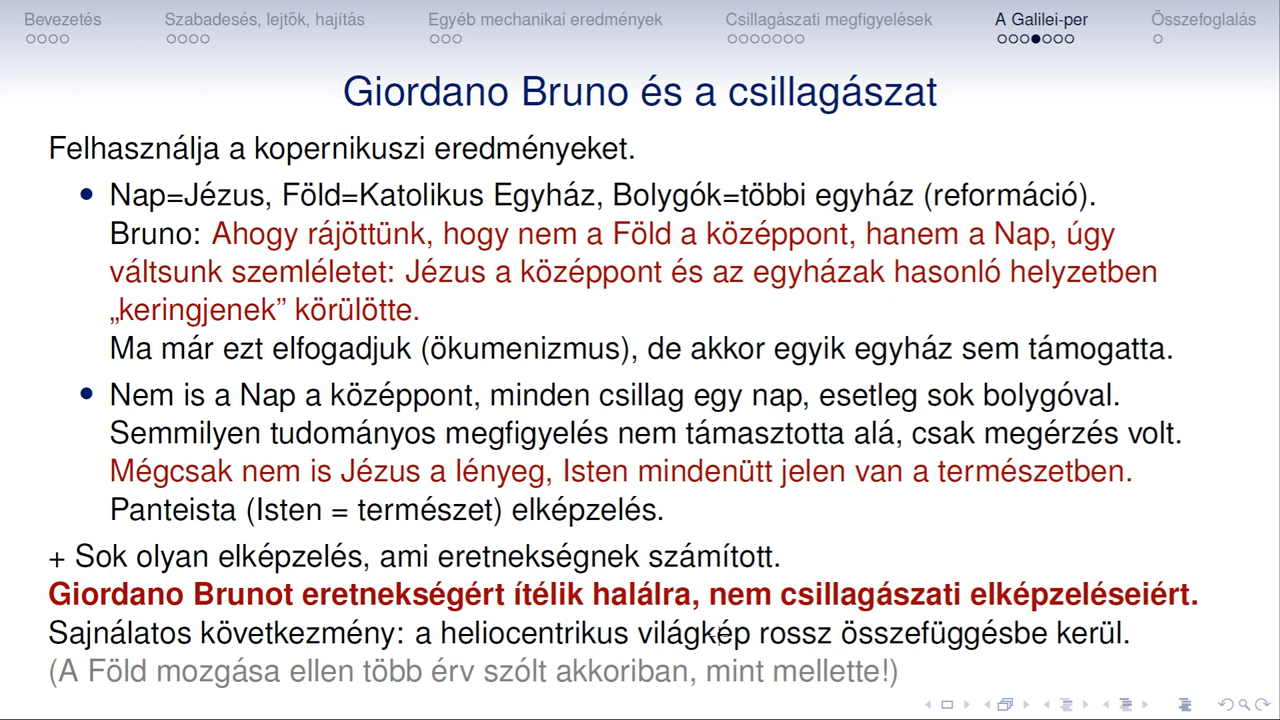 Bevezetés Szabadesés, lejtők, hajítás Egyéb mechanikai eredmények Csillagászati megfigyelések A Galilei-per Összefoglalás
Giordano Bruno és a csillagászat
Felhasználja a kopernikuszi eredményeket.
• Nap=Jézus, Föld=Katolikus Egyház, Bolygók=többi egyház (reformáció).
Bruno: Ahogy rájöttünk, hogy nem a Föld a középpont, hanem a Nap, úgy
váltsunk szemléletet: Jézus a középpont és az egyházak hasonló helyzetben
„keringjenek” körülötte.
Ma már ezt elfogadjuk (ökumenizmus), de akkor egyik egyház sem támogatta.
• Nem is a Nap a középpont, minden csillag egy nap, esetleg sok bolygóval.
Semmilyen tudományos megfigyelés nem támasztotta alá, csak megérzés volt.
Mégcsak nem is Jézus a lényeg, Isten mindenütt jelen van a természetben.
Panteista (Isten = természet) elképzelés.
+ Sok olyan elképzelés, ami eretnekségnek számított.
Giordano Brunot eretnekségért ítélik halálra, nem csillagászati elképzeléseiért.
Sajnálatos következmény: a heliocentrikus világkép rossz összefüggésbe kerül.
(A Föld mozgása ellen több érv szólt akkoriban, mint mellette!)